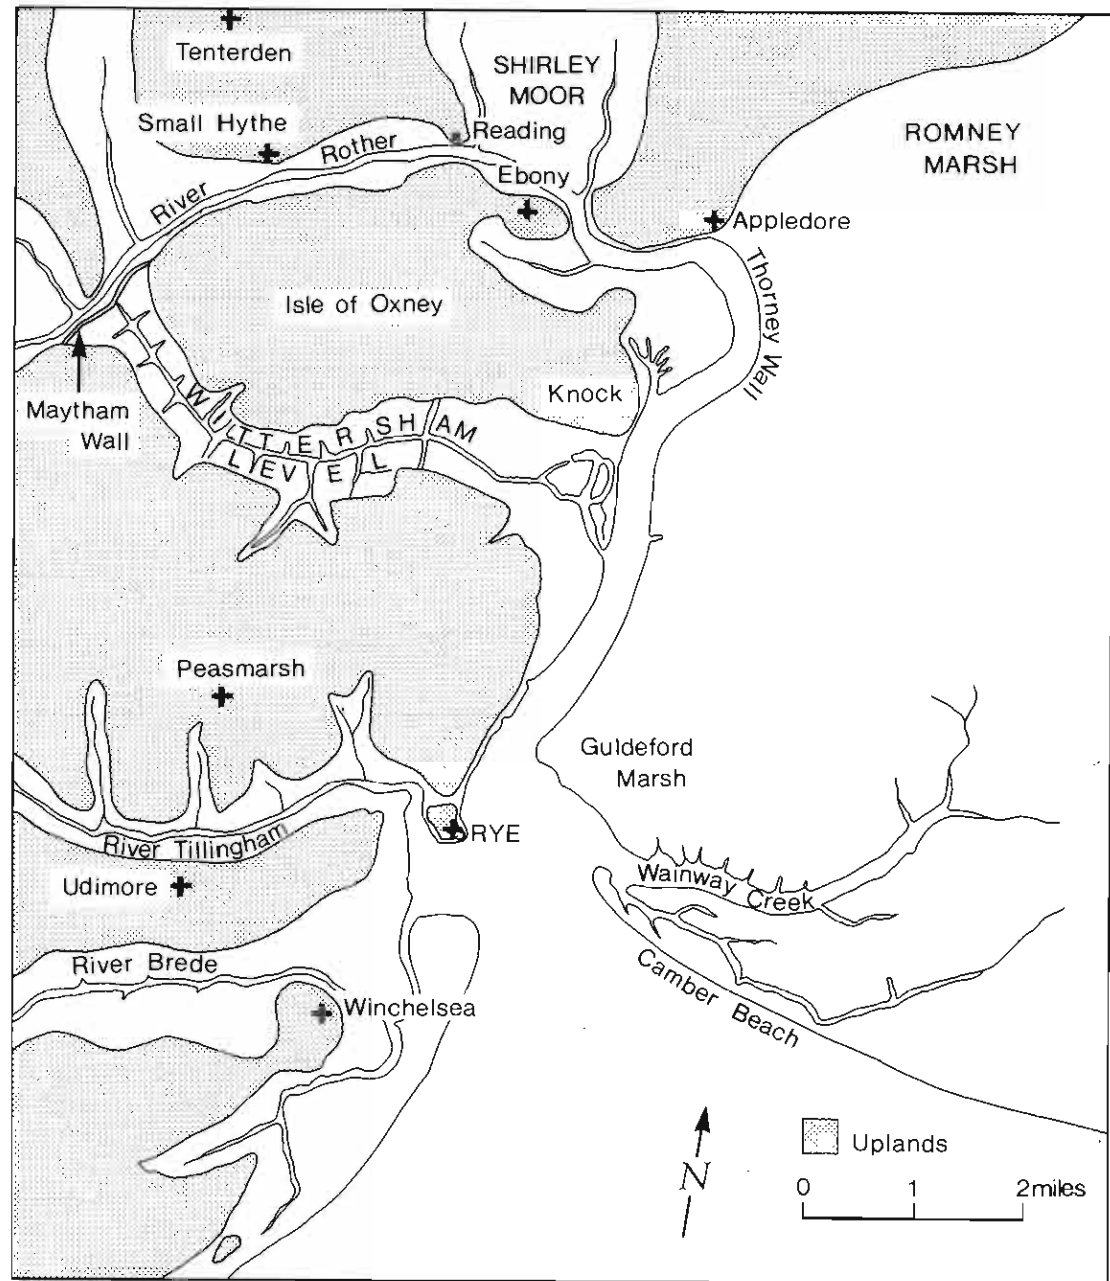 Tenterden
SHIRLEY
MOOR
Small Hythe
Rother
Reading
ROMNEY
MARSH
River
Ebony
Appledore
Thorney Wall
Isle of Oxney
Knock
Maytham
Wall
WITTERSHAM
LEVEL
Peasmarsh
Guldeford
Marsh
River Tillingham
RYE
Udimore
Wainway Creek
River Brede
Camber Beach
Winchelsea
N
Uplands
0 1 2miles